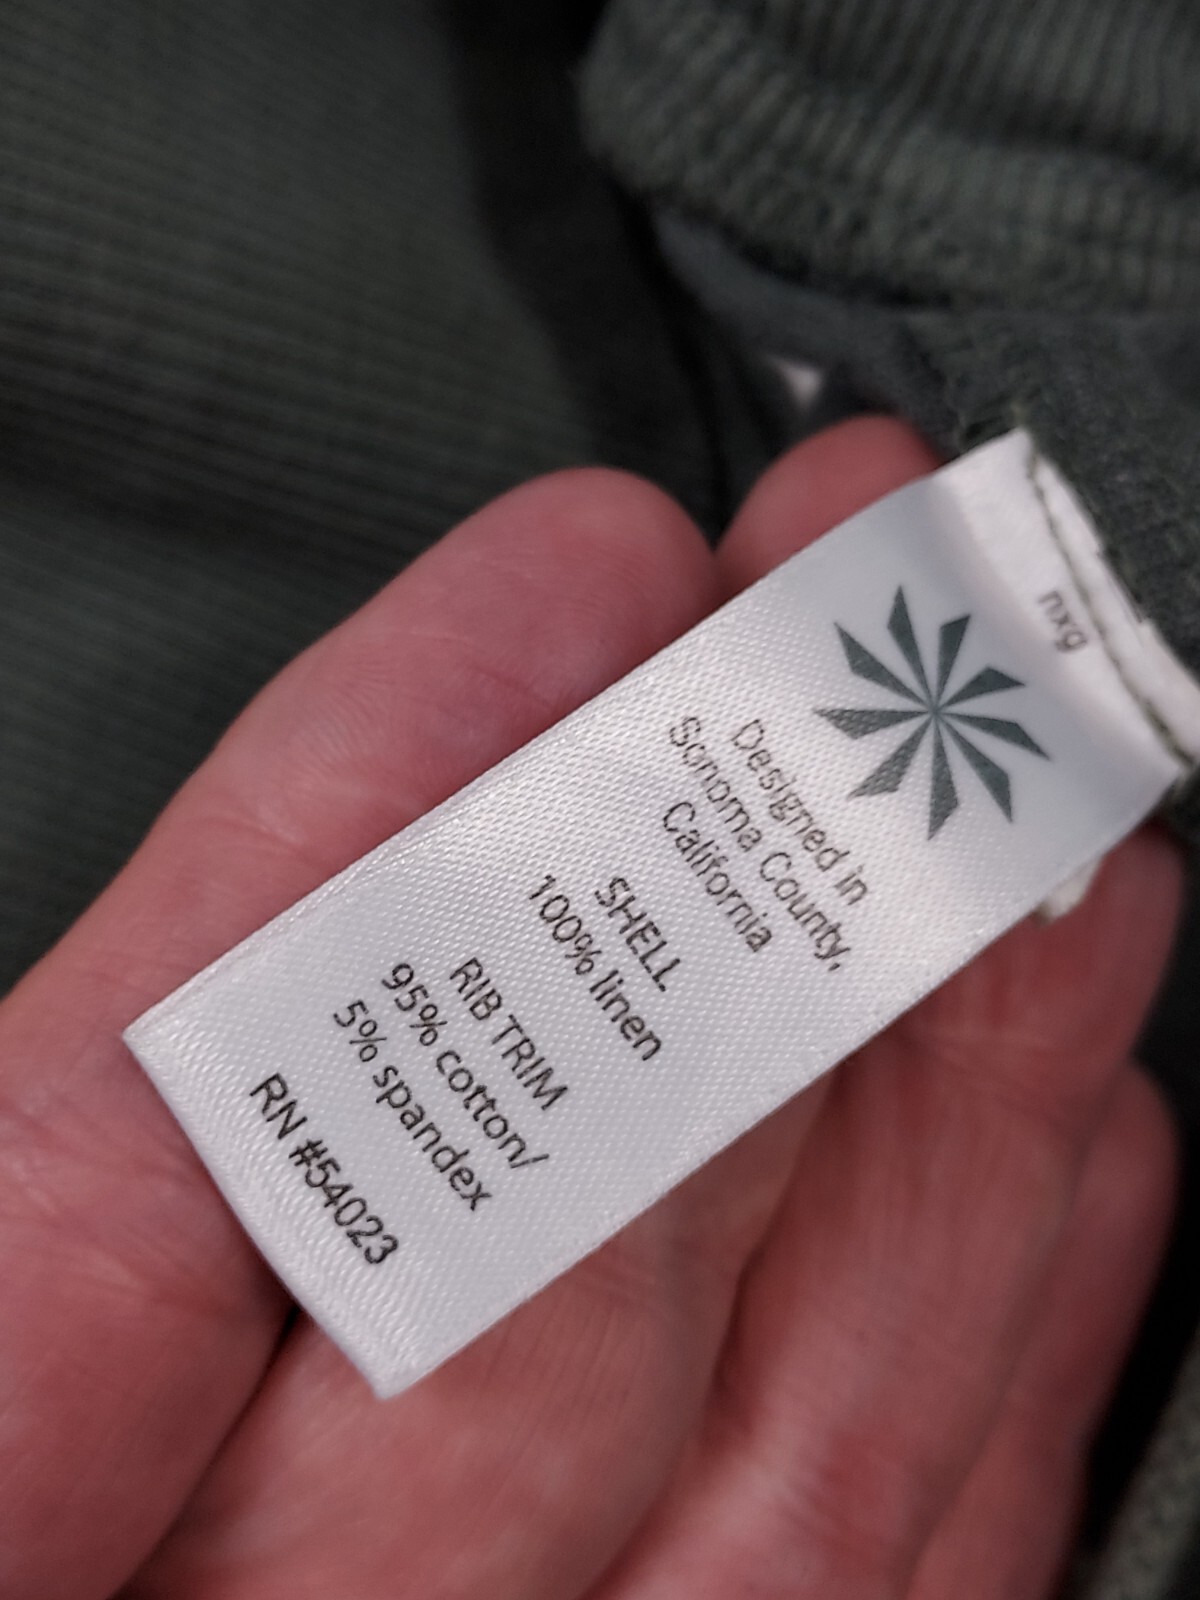 nxg
Designed in
Sonoma County,
California
SHELL
100% linen
RIB TRIM
95% cotton/
5% spandex
RN #54023